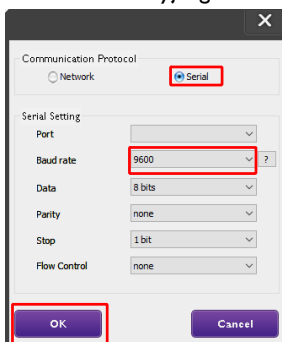 Communication Protocol
Network Serial
Serial Setting
Port
Baud rate 9600 ?
Data 8 bits
Parity none
Stop 1 bit
Flow Control none
OK Cancel